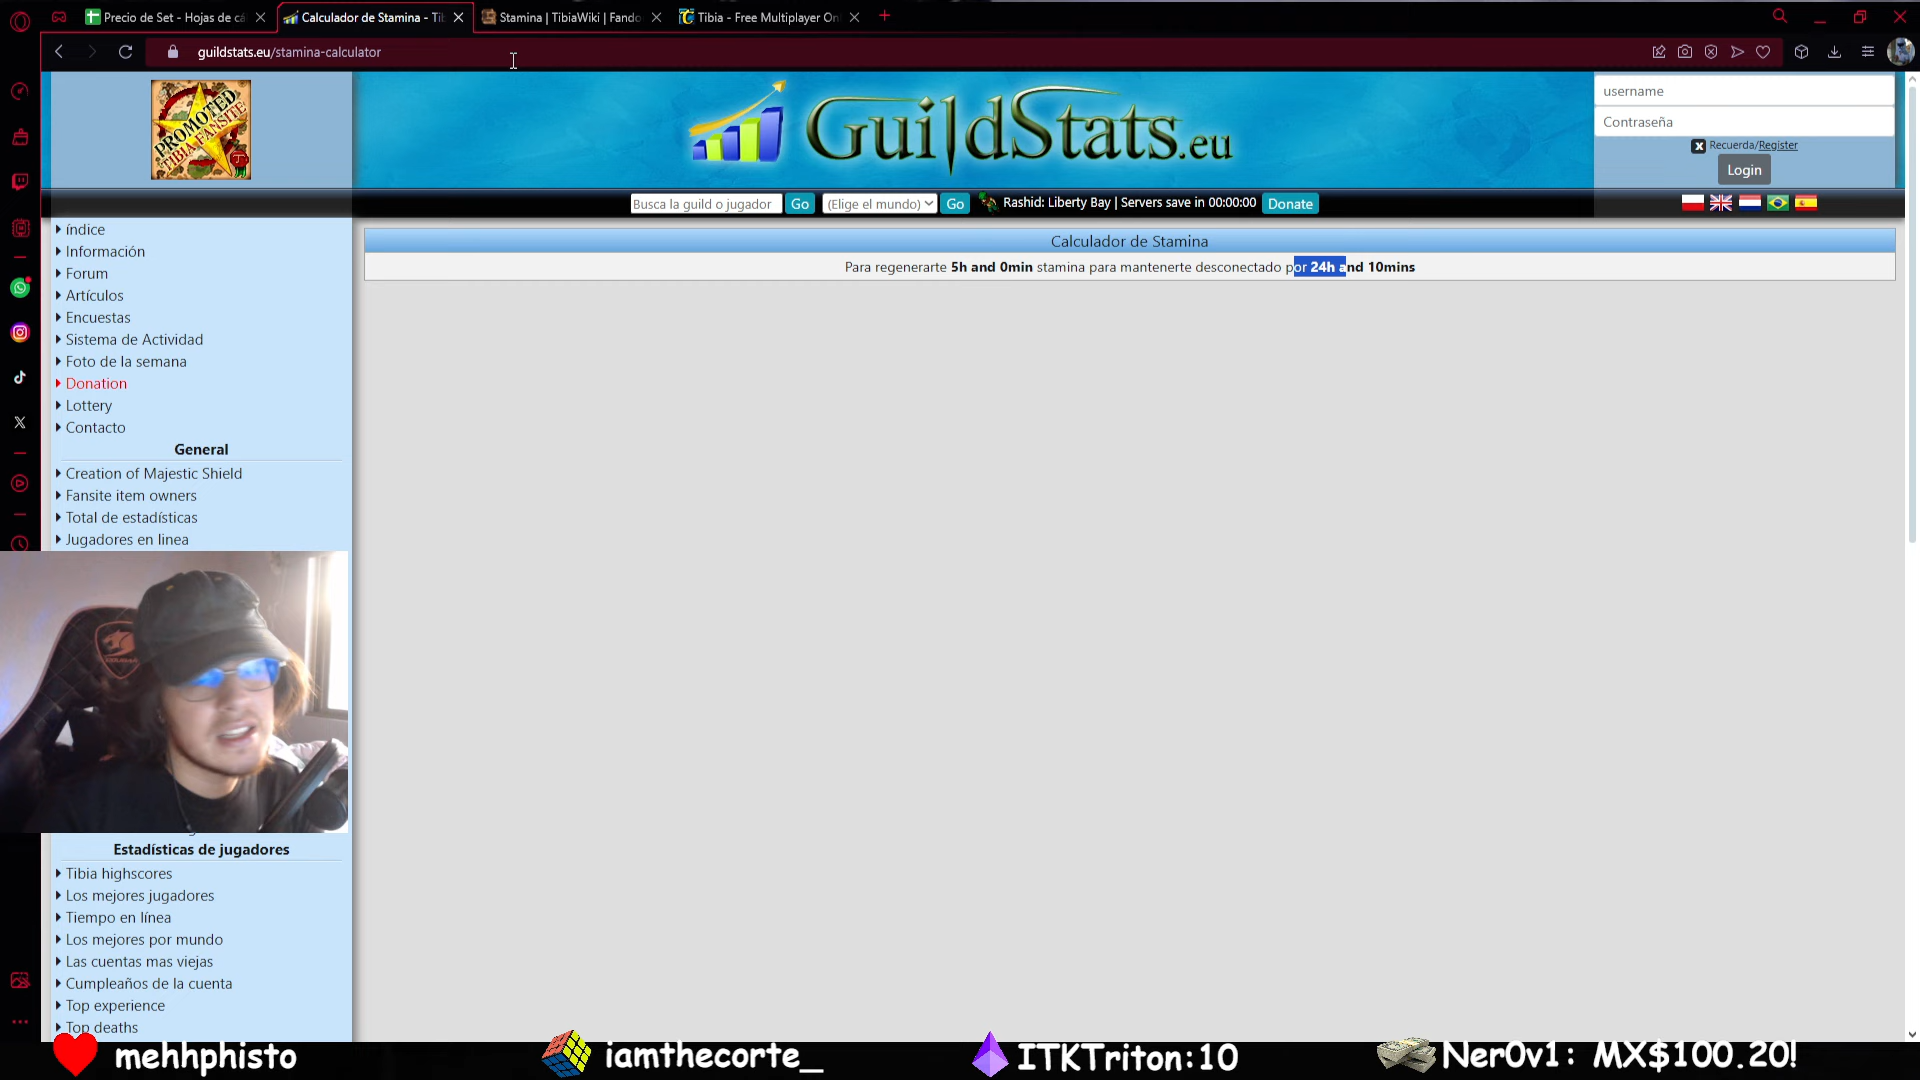 Precio de Set - Hojas de cá
Calculador de Stamina - Tib
Stamina | TibiaWiki | Fando
Tibia - Free Multiplayer On
guildstats.eu/stamina-calculator
PROMOTED
TIBIA FANSITE
GuildStats.eu
username
Contraseña
x Recuerda/Register
Login
Busca la guild o jugador
Go
(Elige el mundo)
Go
Rashid: Liberty Bay | Servers save in 00:00:00
Donate
índice
Información
Forum
Artículos
Encuestas
Sistema de Actividad
Foto de la semana
Donation
Lottery
Contacto
General
Creation of Majestic Shield
Fansite item owners
Total de estadísticas
Jugadores en linea
Calculador de Stamina
Para regenerarte 5h and 0min stamina para mantenerte desconectado por 24h and 10mins
Estadísticas de jugadores
Tibia highscores
Los mejores jugadores
Tiempo en línea
Los mejores por mundo
Las cuentas mas viejas
Cumpleaños de la cuenta
Top experience
Top deaths
mehhphisto
iamthecorte_
ITKTriton:10
Ner0v1: MX$100.20!